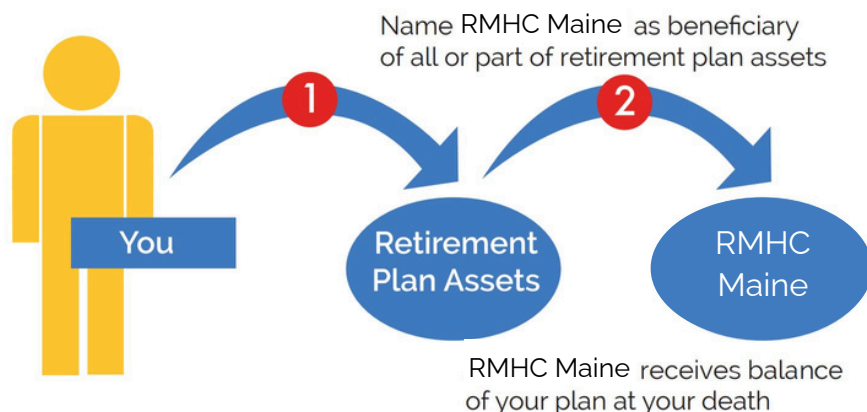 Name RMHC Maine as beneficiary
of all or part of retirement plan assets
1
2
You
Retirement
Plan Assets
RMHC
Maine
RMHC Maine receives balance
of your plan at your death